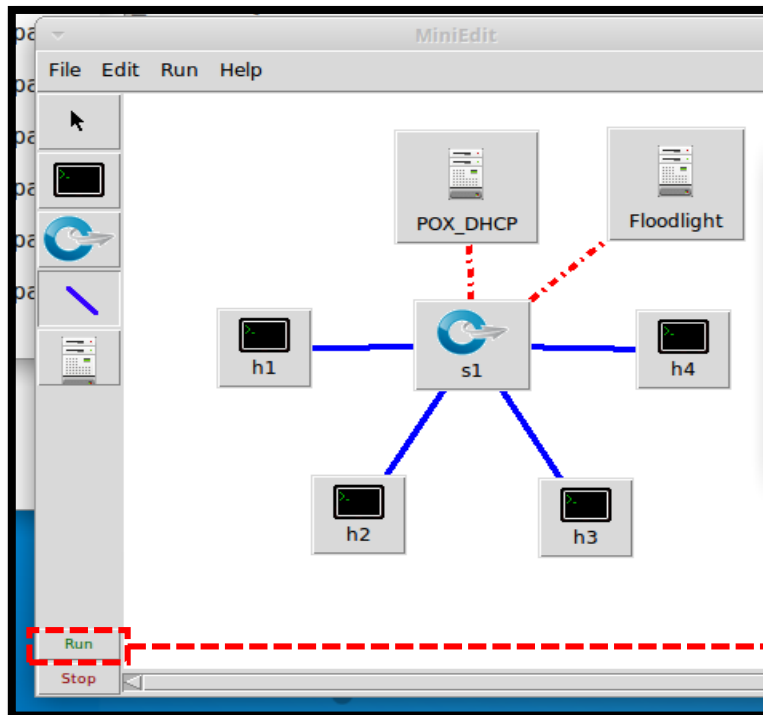 MiniEdit
File Edit Run Help
POX_DHCP
Floodlight
h1
s1
h4
h2
h3
Run
Stop